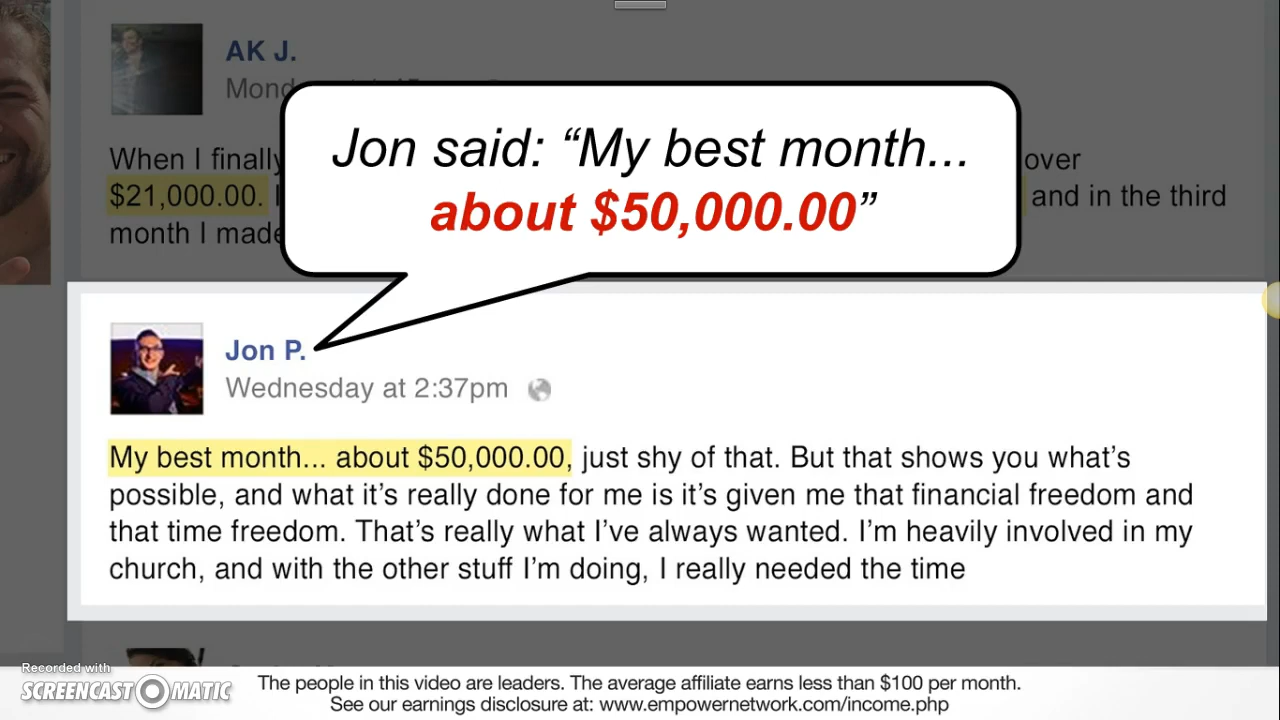 AK J.
When I finally over
$21,000.00. and in the third
month I made
Jon said: “My best month...
about $50,000.00”
Jon P.
Wednesday at 2:37pm
My best month... about $50,000.00, just shy of that. But that shows you what’s
possible, and what it’s really done for me is it’s given me that financial freedom and
that time freedom. That’s really what I’ve always wanted. I’m heavily involved in my
church, and with the other stuff I’m doing, I really needed the time
Recorded with
SCREENCAST-O-MATIC
The people in this video are leaders. The average affiliate earns less than $100 per month.
See our earnings disclosure at: www.empowernetwork.com/income.php